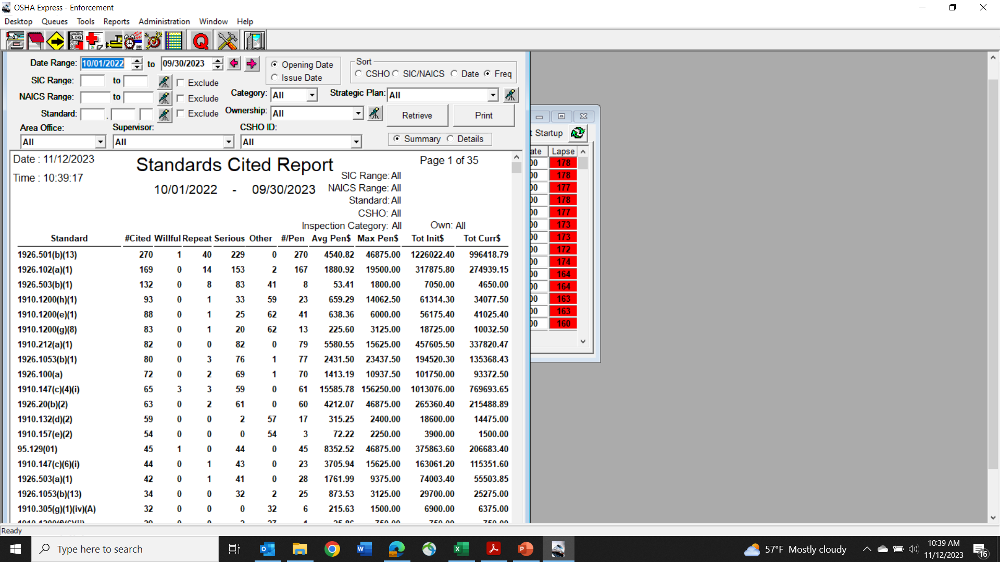 OSHA Express - Enforcement
Desktop Queues Tools Reports Administration Window Help
LOG
Date Range: 10/01/2022 to 09/30/2023 Opening Date Issue Date
Sort CSHO SIC/NAICS Date Freq
SIC Range: to Exclude
NAICS Range: to Exclude Category: All Strategic Plan: All
Standard: . Exclude Ownership: All Retrieve Print
Area Office: Supervisor: CSHO ID:
All All All Summary Details
Date : 11/12/2023 Standards Cited Report Page 1 of 35
Time : 10:39:17
10/01/2022 - 09/30/2023
SIC Range: All
NAICS Range: All
Standard: All
CSHO: All
Inspection Category: All Own: All
Standard #Cited Willful Repeat Serious Other #/Pen Avg Pen$ Max Pen$ Tot Init$ Tot Curr$
1926.501(b)(13) 270 1 40 229 0 270 4540.82 46875.00 1226022.40 996418.79
1926.102(a)(1) 169 0 14 153 2 167 1880.92 19500.00 317875.80 274939.15
1926.503(b)(1) 132 0 8 83 41 8 53.41 1800.00 7050.00 4650.00
1910.1200(h)(1) 93 0 1 33 59 23 659.29 14062.50 61314.30 34077.50
1910.1200(e)(1) 88 0 1 25 62 41 638.36 6000.00 56175.40 41025.40
1910.1200(g)(8) 83 0 1 20 62 13 225.60 3125.00 18725.00 10032.50
1910.212(a)(1) 82 0 0 82 0 79 5580.55 15625.00 457605.50 337820.47
1926.1053(b)(1) 80 0 3 76 1 77 2431.50 23437.50 194520.30 135368.43
1926.100(a) 72 0 2 69 1 70 1413.19 10937.50 101750.00 93372.50
1910.147(c)(4)(i) 65 3 3 59 0 61 15585.78 156250.00 1013076.00 769693.65
1926.20(b)(2) 63 0 2 61 0 60 4212.07 46875.00 265360.40 215488.89
1910.132(d)(2) 59 0 0 2 57 17 315.25 2400.00 18600.00 14475.00
1910.157(e)(2) 54 0 0 0 54 3 72.22 2250.00 3900.00 1500.00
95.129(01) 45 1 0 44 0 45 8352.52 46875.00 375863.60 206683.40
1910.147(c)(6)(i) 44 0 1 43 0 23 3705.94 15625.00 163061.20 115351.60
1926.503(a)(1) 42 0 1 41 0 28 1761.99 9375.00 74003.40 55503.85
1926.1053(b)(13) 34 0 0 32 2 25 873.53 3125.00 29700.00 25275.00
1910.305(g)(1)(iv)(A) 32 0 0 0 32 6 215.63 1500.00 6900.00 6375.00
t Startup
ate Lapse
00 178
00 178
00 177
00 178
00 177
00 173
00 173
00 172
00 174
00 164
00 164
00 163
00 163
00 160
Ready
Type here to search
57°F Mostly cloudy
10:39 AM
11/12/2023
16